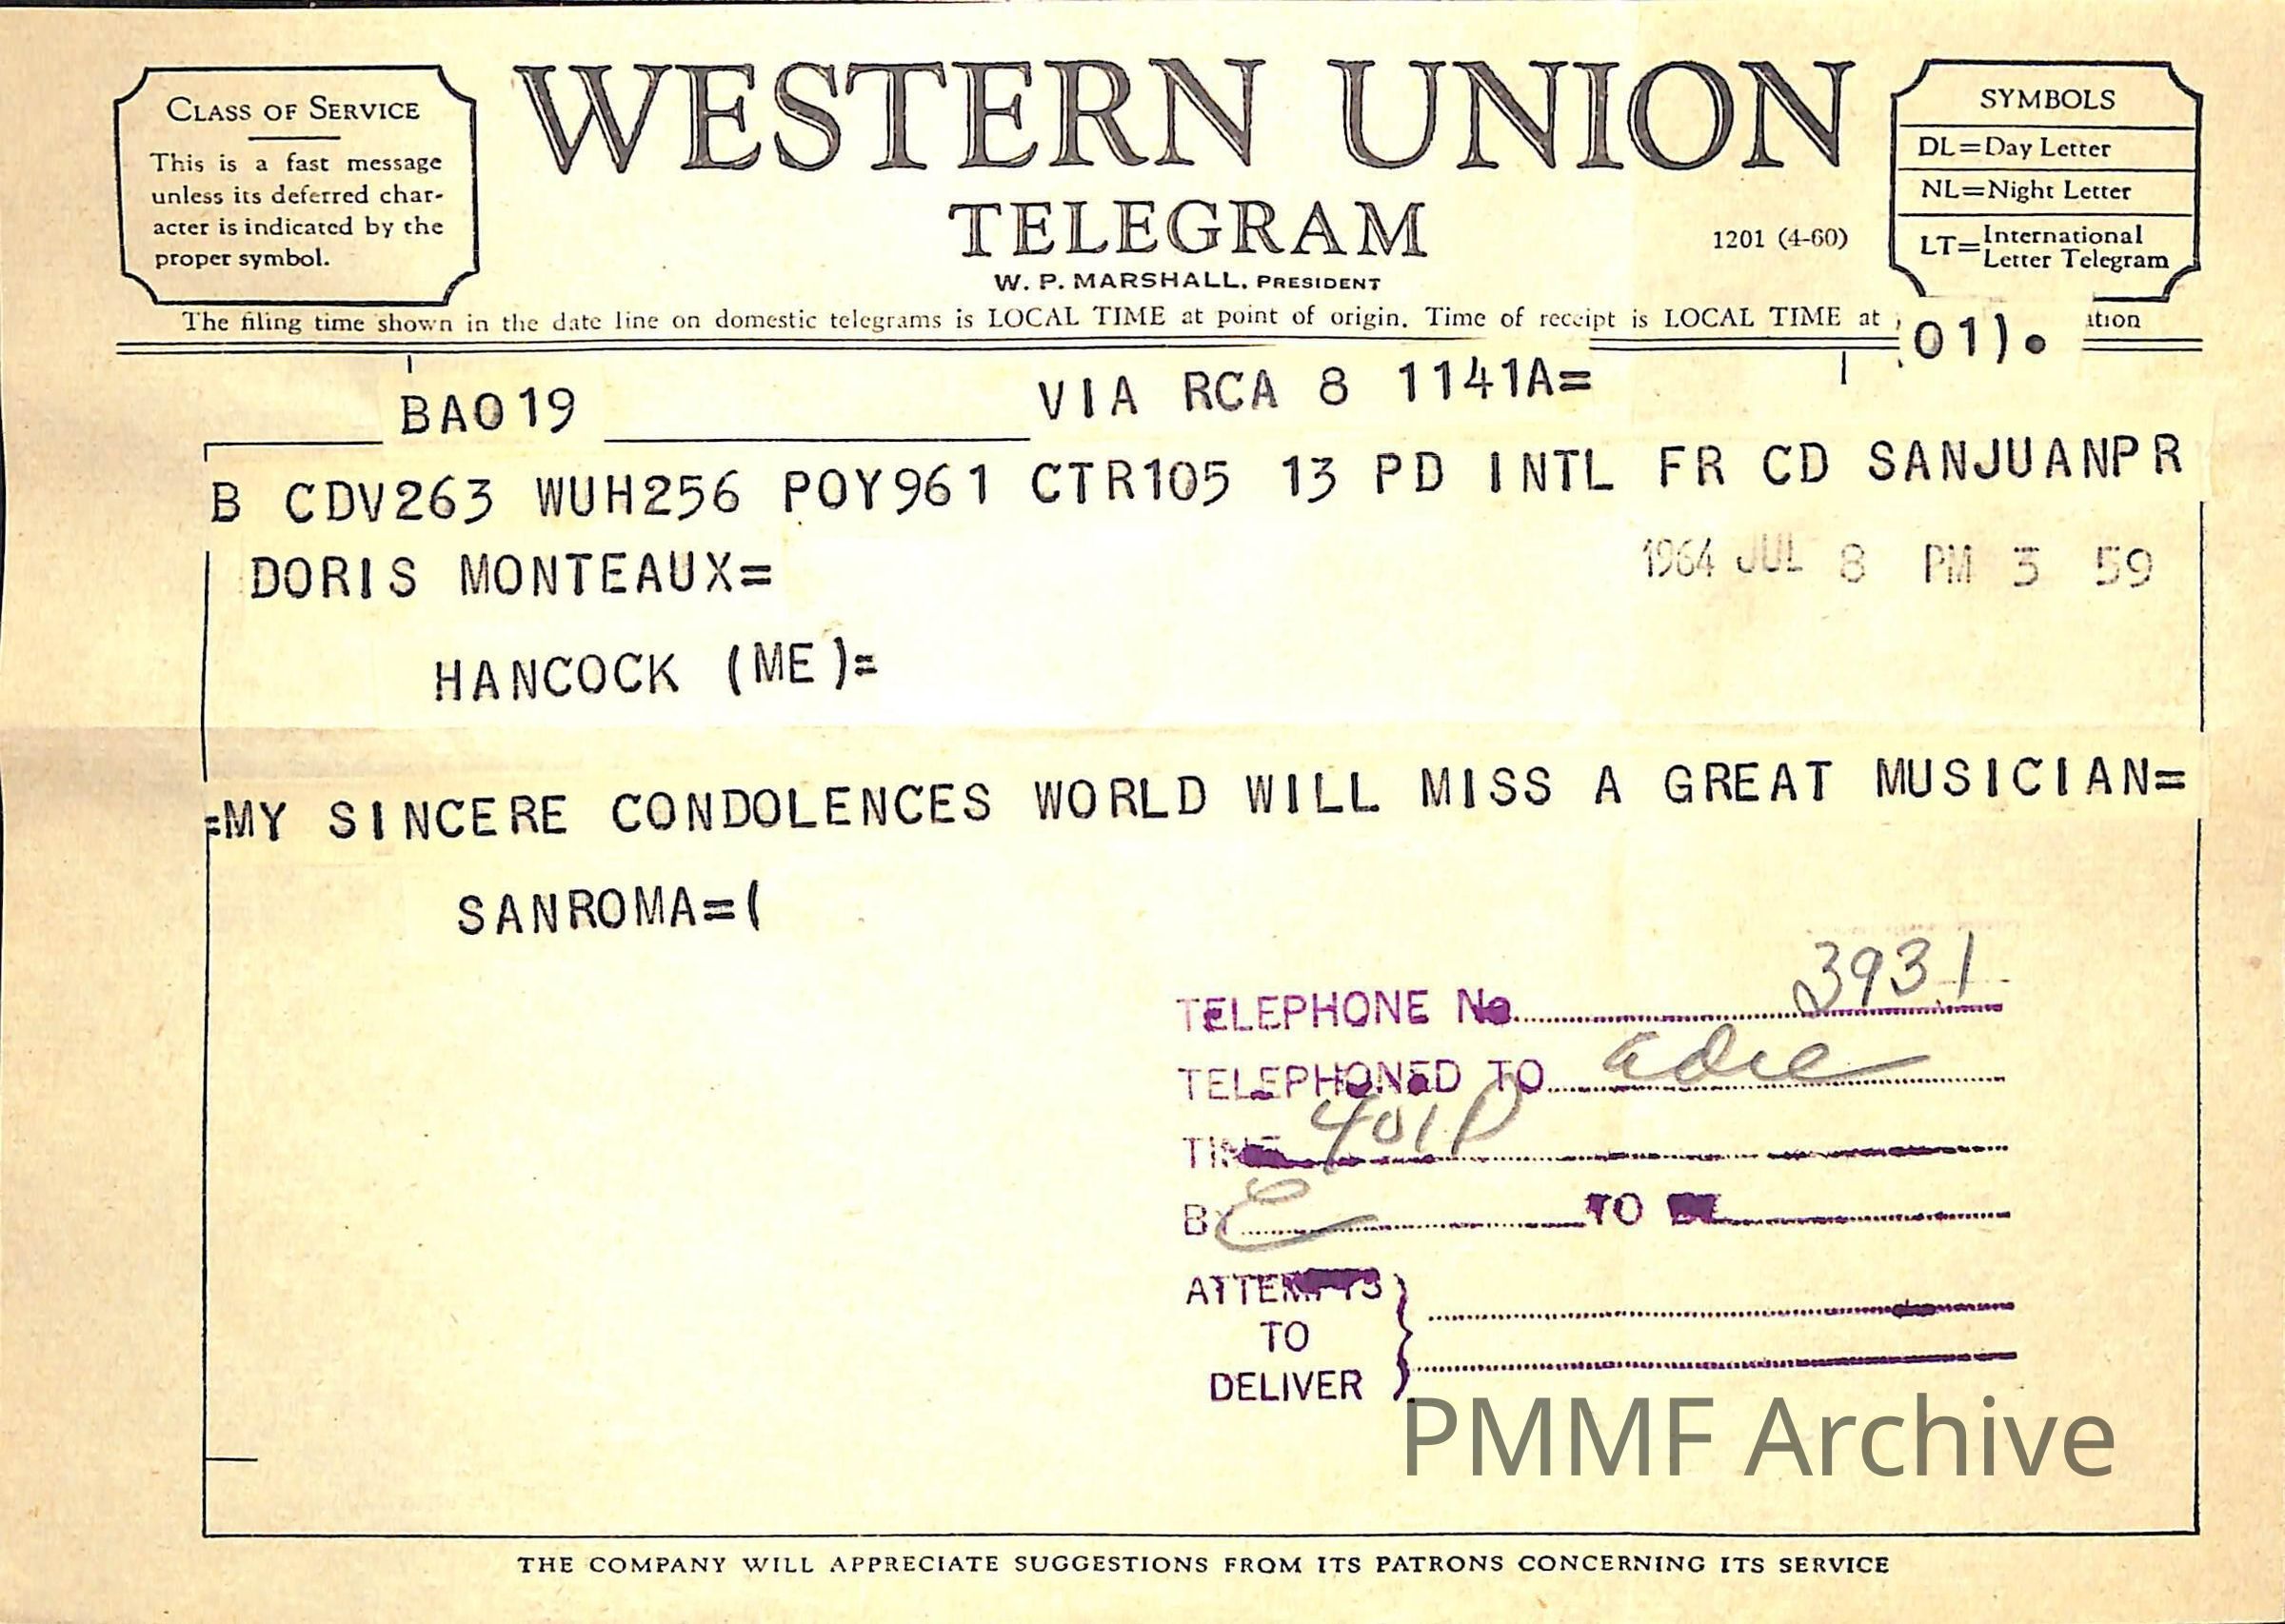 CLASS OF SERVICE
This is a fast message
unless its deferred char-
acter is indicated by the
proper symbol.
WESTERN UNION
TELEGRAM
W. P. MARSHALL, PRESIDENT
1201 (4-60)
SYMBOLS
DL=Day Letter
NL=Night Letter
LT=International
Letter Telegram
The filing time shown in the date line on domestic telegrams is LOCAL TIME at point of origin. Time of receipt is LOCAL TIME at
01).
BA019 VIA RCA 8 1141A=
B CDV263 WUH256 POY961 CTR105 13 PD INTL FR CD SANJUANPR
1964 JUL 8 PM 3 59
DORIS MONTEAUX=
HANCOCK (ME)=
=MY SINCERE CONDOLENCES WORLD WILL MISS A GREAT MUSICIAN=
SANROMA=(
TELEPHONE No. 3931
TELEPHONED TO
TIME 401P
BY TO
ATTEMPTS
TO
DELIVER
PMMF Archive
THE COMPANY WILL APPRECIATE SUGGESTIONS FROM ITS PATRONS CONCERNING ITS SERVICE